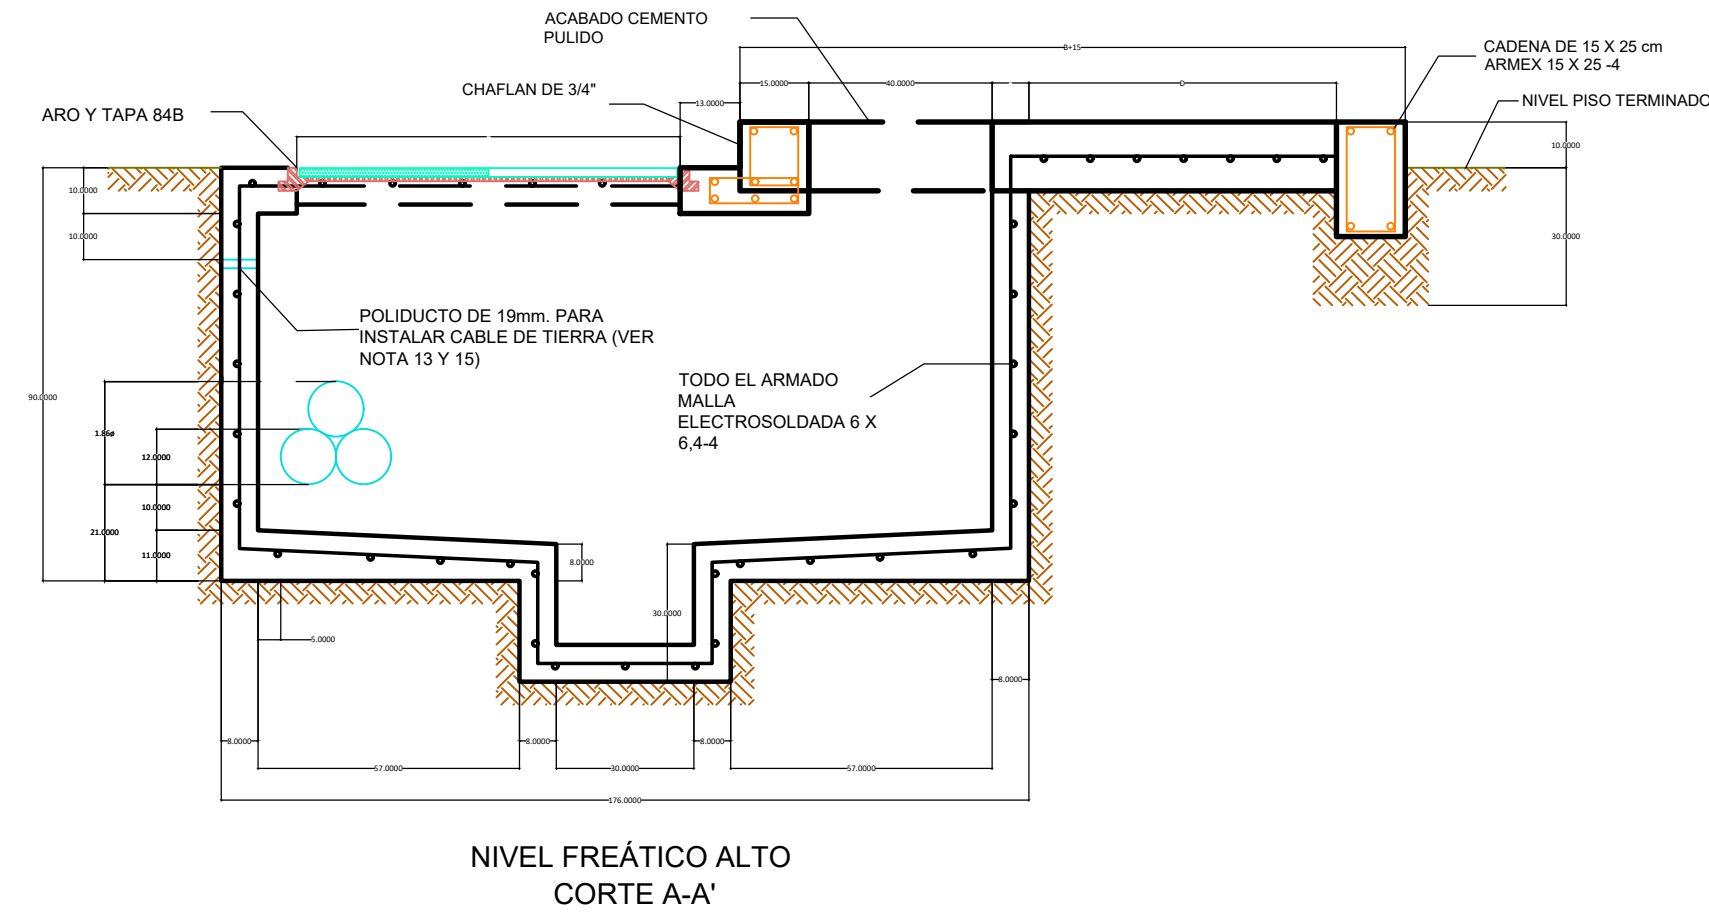 ACABADO CEMENTO
PULIDO
B+15
CADENA DE 15 X 25 cm
ARMEX 15 X 25 -4
CHAFLAN DE 3/4"
15.0000
40.0000
D
13.0000
NIVEL PISO TERMINADO
ARO Y TAPA 84B
10.0000
10.0000
10.0000
30.0000
POLIDUCTO DE 19mm. PARA
INSTALAR CABLE DE TIERRA (VER
NOTA 13 Y 15)
TODO EL ARMADO
MALLA
ELECTROSOLDADA 6 X
6,4-4
90.0000
1.86ø
12.0000
10.0000
21.0000
11.0000
8.0000
30.0000
5.0000
8.0000
8.0000
8.0000
8.0000
57.0000
30.0000
57.0000
176.0000
NIVEL FREÁTICO ALTO
CORTE A-A'